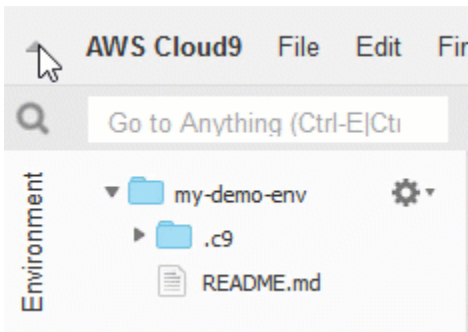 AWS Cloud9 File Edit
Go to Anything (Ctrl-E|Ct
Environment
my-demo-env
.c9
README.md